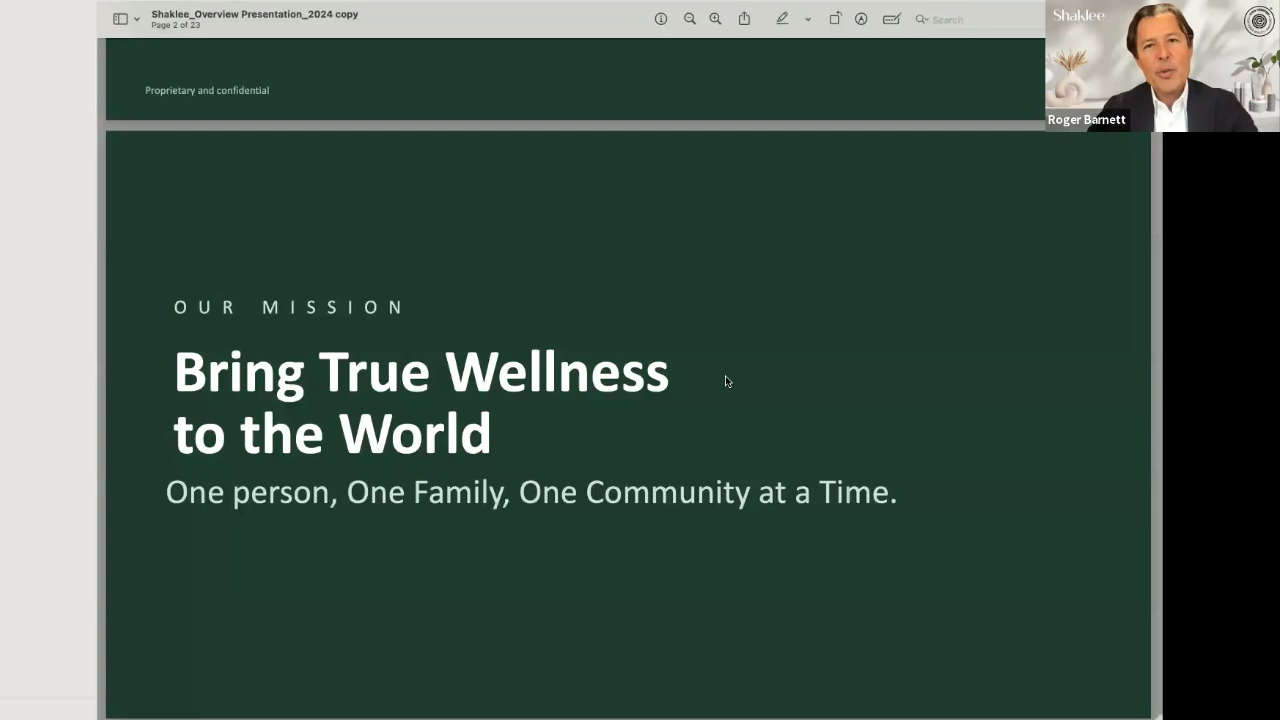 Shaklee_Overview Presentation_2024 copy
Page 2 of 23
Search
Shaklee
Roger Barnett
Proprietary and confidential
OUR MISSION
Bring True Wellness
to the World
One person, One Family, One Community at a Time.